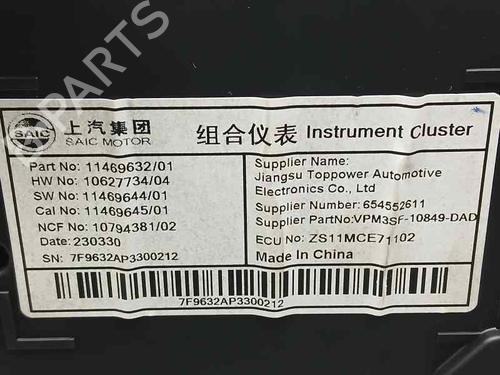 B-PARTS
SAIC
上汽集团
SAIC MOTOR
组合仪表 Instrument Cluster
Part No: 11469632/01
HW No: 10627734/04
SW No: 11469644/01
Cal No: 11469645/01
NCF No: 10794381/02
Date: 230330
SN: 7F9632AP3300212
Supplier Name:
Jiangsu Toppower Automotive
Electronics Co., Ltd
Supplier Number: 654552611
Supplier PartNo:VPM3SF-10849-DAD
ECU No: ZS11MCE71102
Made In China
7F9632AP3300212